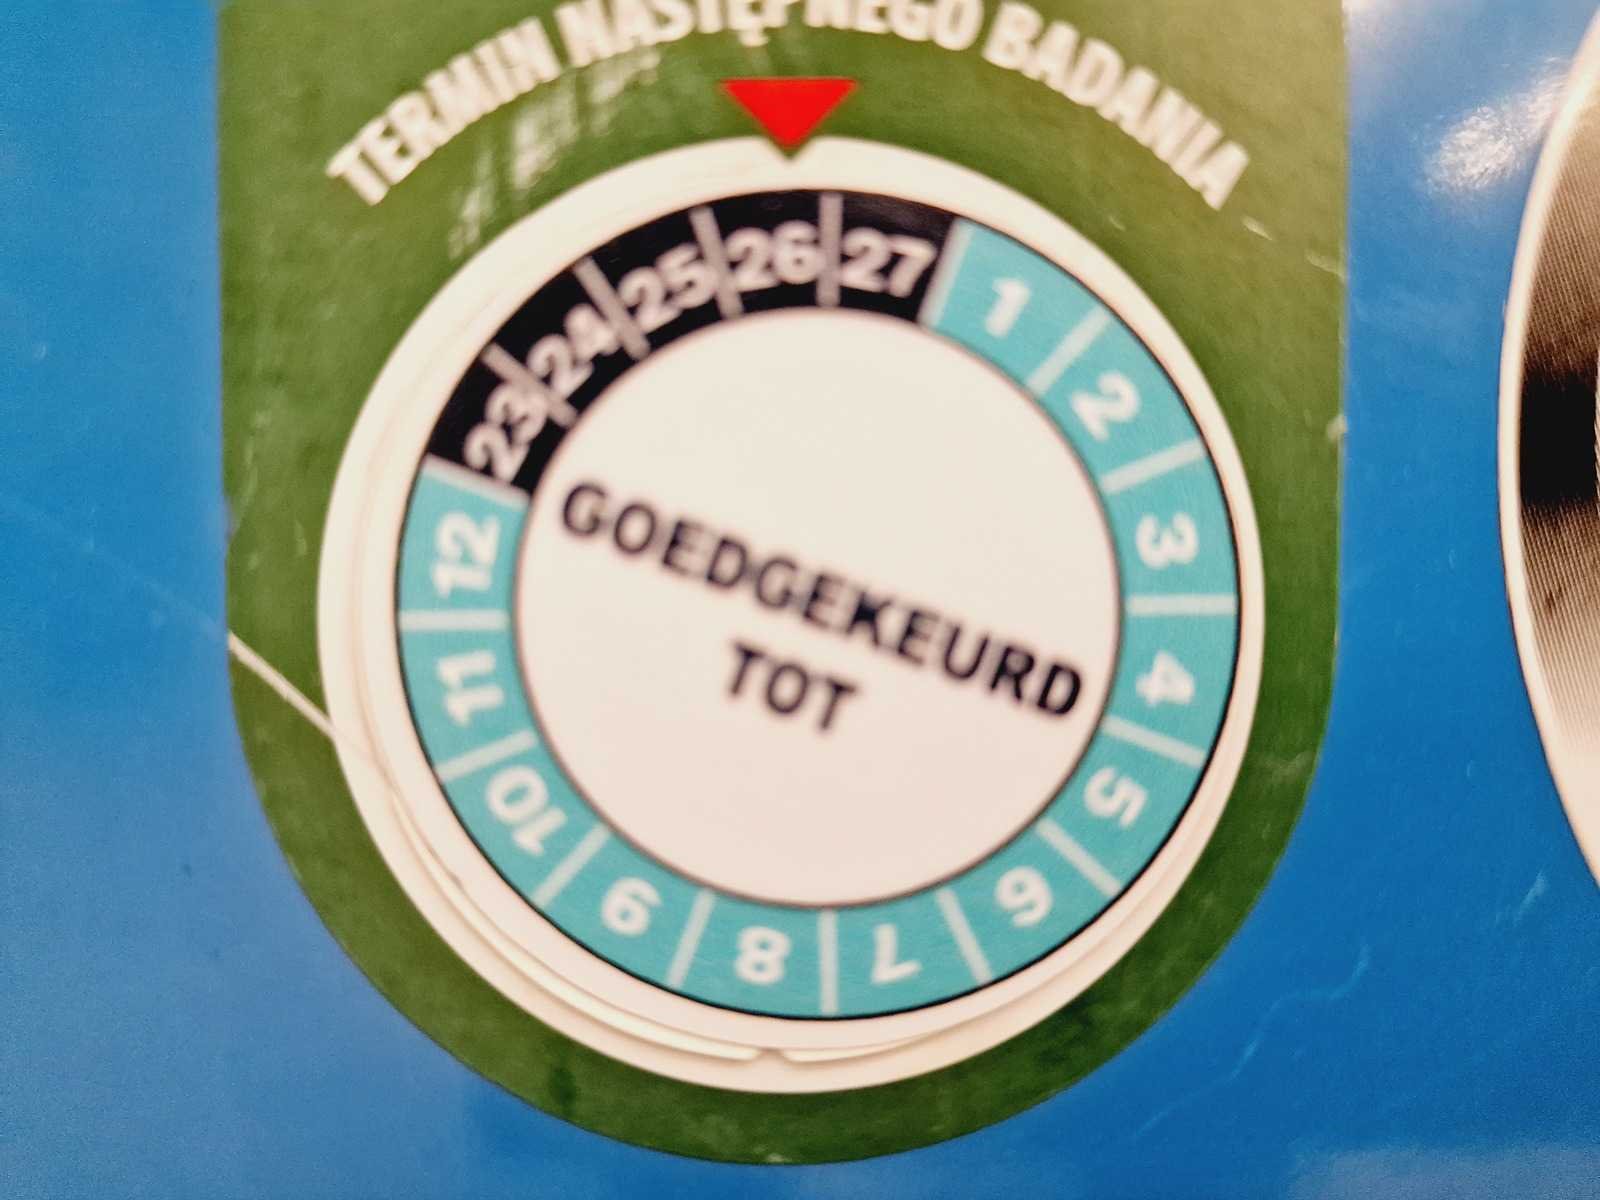 TERMIN NASTĘPNEGO BADANIA
23 24 25 26 27 1 2 3 4 5 6 7 8 9 10 11 12
GOEDGEKEURD
TOT